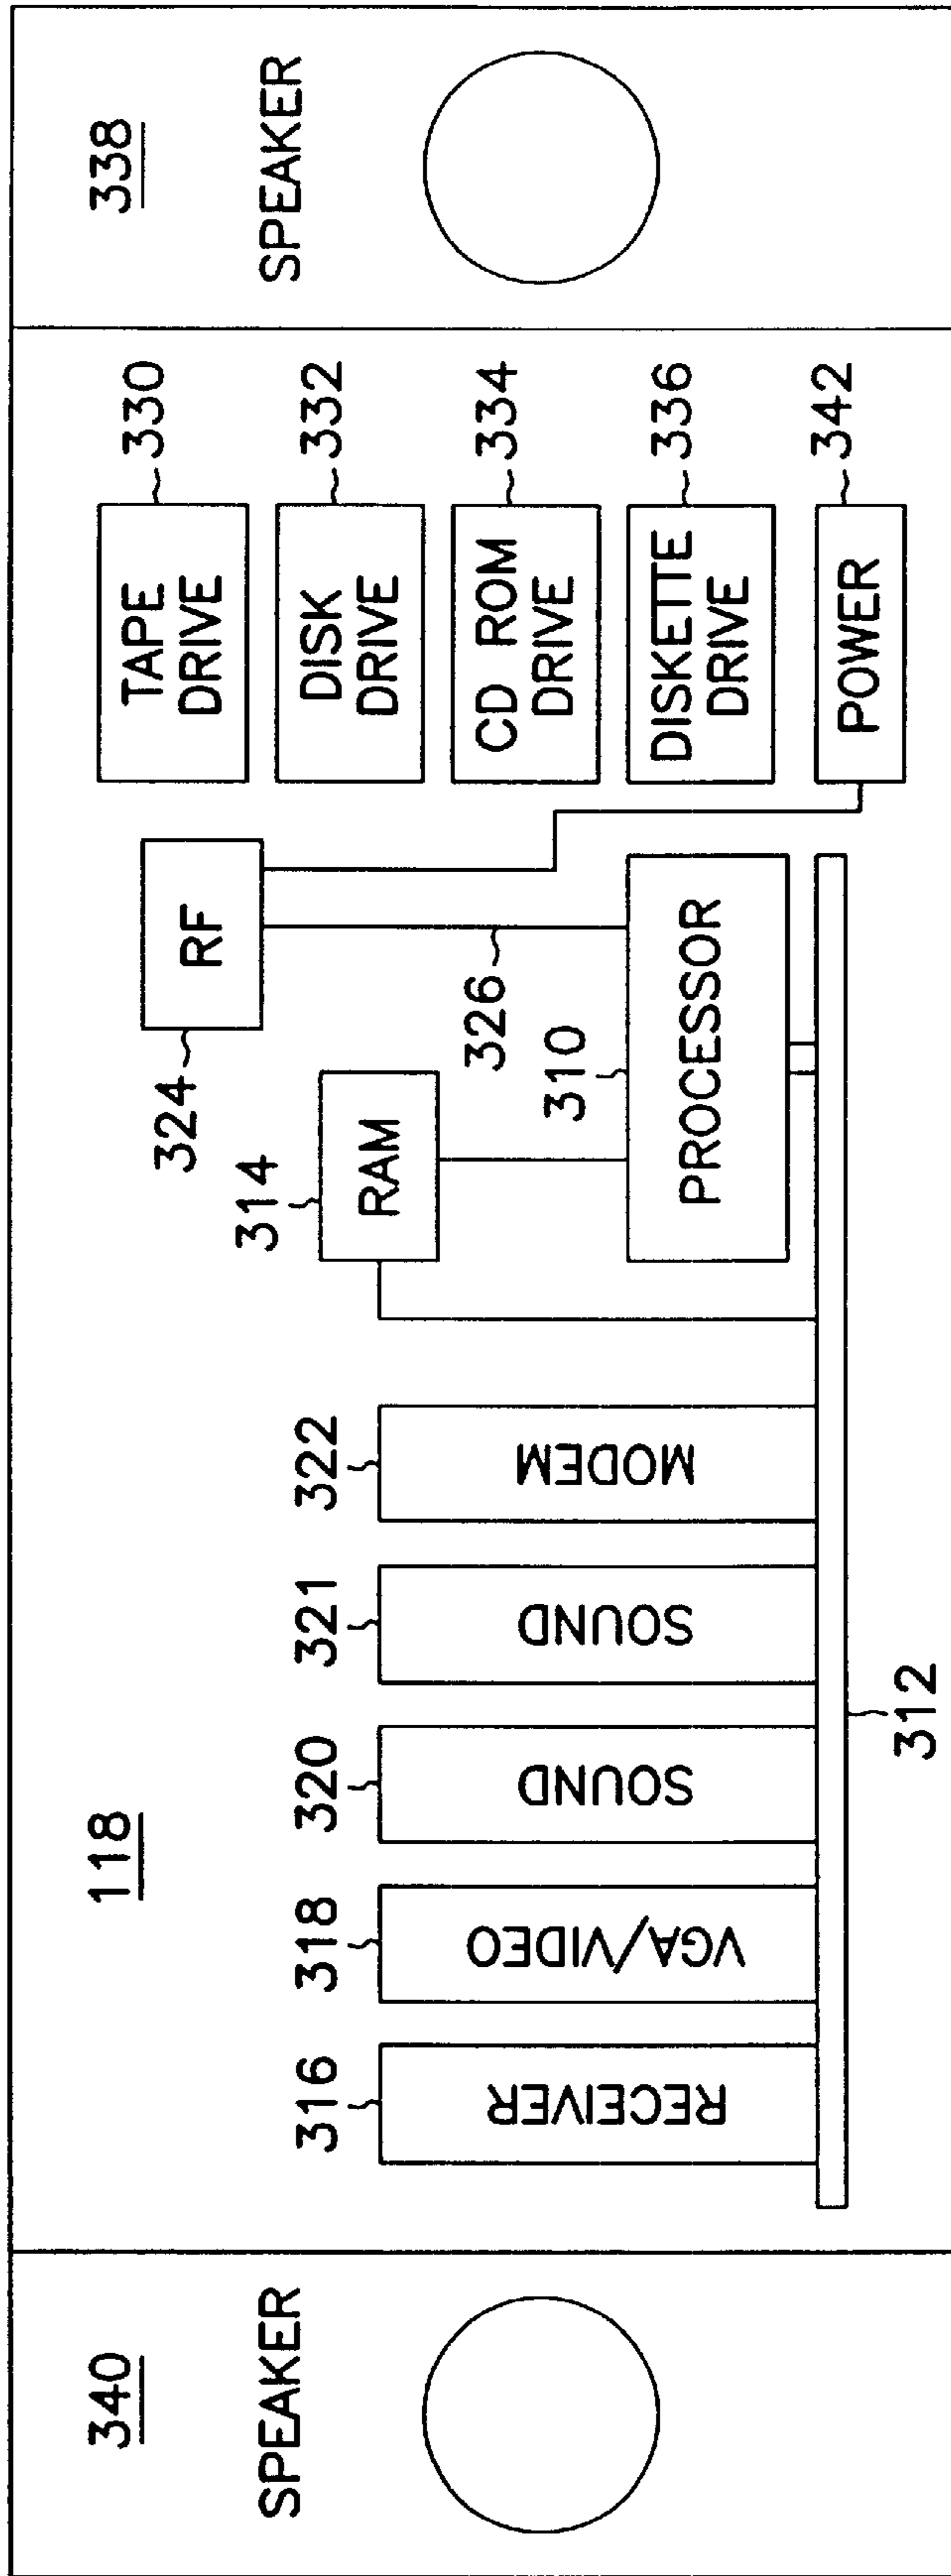 340
SPEAKER
118
316
RECEIVER
318
VGA/VIDEO
320
SOUND
321
SOUND
322
MODEM
312
314
RAM
324
RF
326
310
PROCESSOR
TAPE
DRIVE
330
DISK
DRIVE
332
CD ROM
DRIVE
334
DISKETTE
DRIVE
336
POWER
342
338
SPEAKER